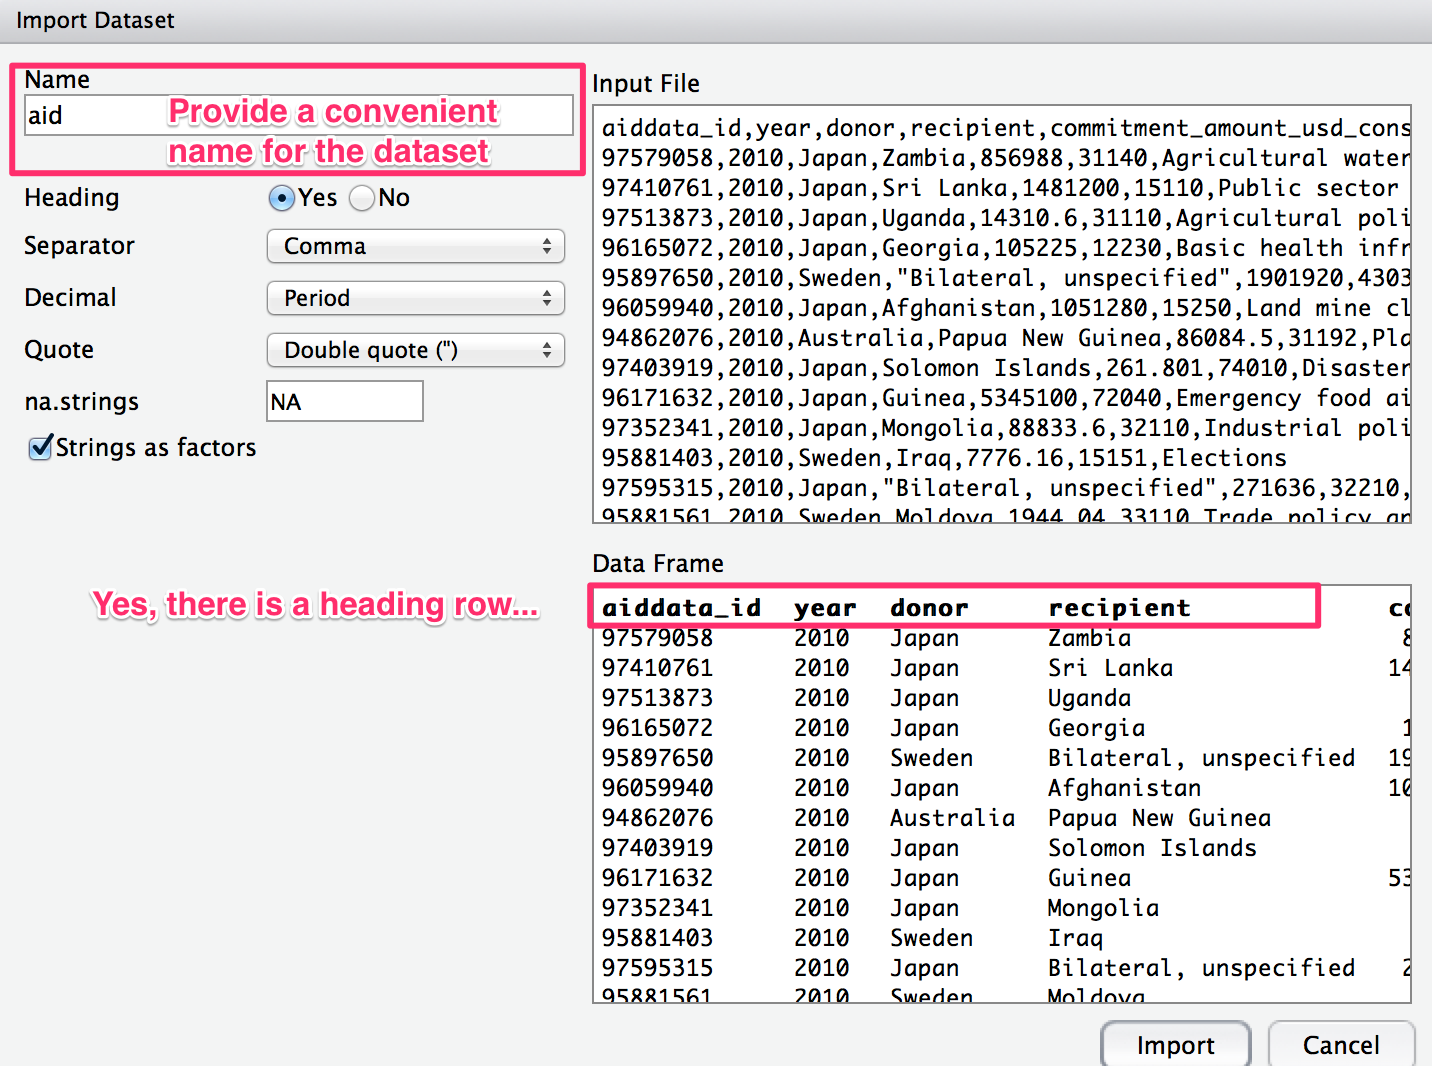 Import Dataset
Name
aid
Provide a convenient
name for the dataset
Heading
Yes
No
Separator
Comma
Decimal
Period
Quote
Double quote (")
na.strings
NA
Strings as factors
Yes, there is a heading row...
Input File
aiddata_id,year,donor,recipient,commitment_amount_usd_cons
97579058,2010,Japan,Zambia,856988,31140,Agricultural water
97410761,2010,Japan,Sri Lanka,1481200,15110,Public sector
97513873,2010,Japan,Uganda,14310.6,31110,Agricultural poli
96165072,2010,Japan,Georgia,105225,12230,Basic health infr
95897650,2010,Sweden,"Bilateral, unspecified",1901920,4303
96059940,2010,Japan,Afghanistan,1051280,15250,Land mine cl
94862076,2010,Australia,Papua New Guinea,86084.5,31192,Pla
97403919,2010,Japan,Solomon Islands,261.801,74010,Disaster
96171632,2010,Japan,Guinea,5345100,72040,Emergency food ai
97352341,2010,Japan,Mongolia,88833.6,32110,Industrial poli
95881403,2010,Sweden,Iraq,7776.16,15151,Elections
97595315,2010,Japan,"Bilateral, unspecified",271636,32210,
95881561,2010,Sweden,Moldova,1944.04,33110,Trade policy an
Data Frame
aiddata_id year donor recipient co
97579058 2010 Japan Zambia 8
97410761 2010 Japan Sri Lanka 14
97513873 2010 Japan Uganda
96165072 2010 Japan Georgia 1
95897650 2010 Sweden Bilateral, unspecified 19
96059940 2010 Japan Afghanistan 10
94862076 2010 Australia Papua New Guinea
97403919 2010 Japan Solomon Islands
96171632 2010 Japan Guinea 53
97352341 2010 Japan Mongolia
95881403 2010 Sweden Iraq
97595315 2010 Japan Bilateral, unspecified 2
95881561 2010 Sweden Moldova
Import
Cancel